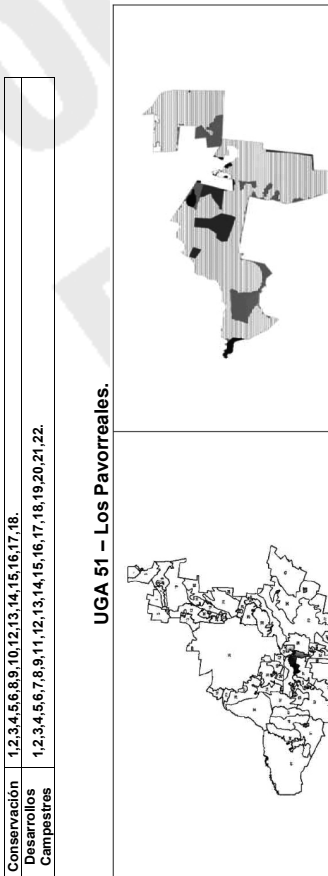 Conservación 1,2,3,4,5,6,8,9,10,12,13,14,15,16,17,18.
Desarrollos Campestres 1,2,3,4,5,6,7,8,9,11,12,13,14,15,16,17,18,19,20,21,22.
UGA 51 – Los Pavorreales.